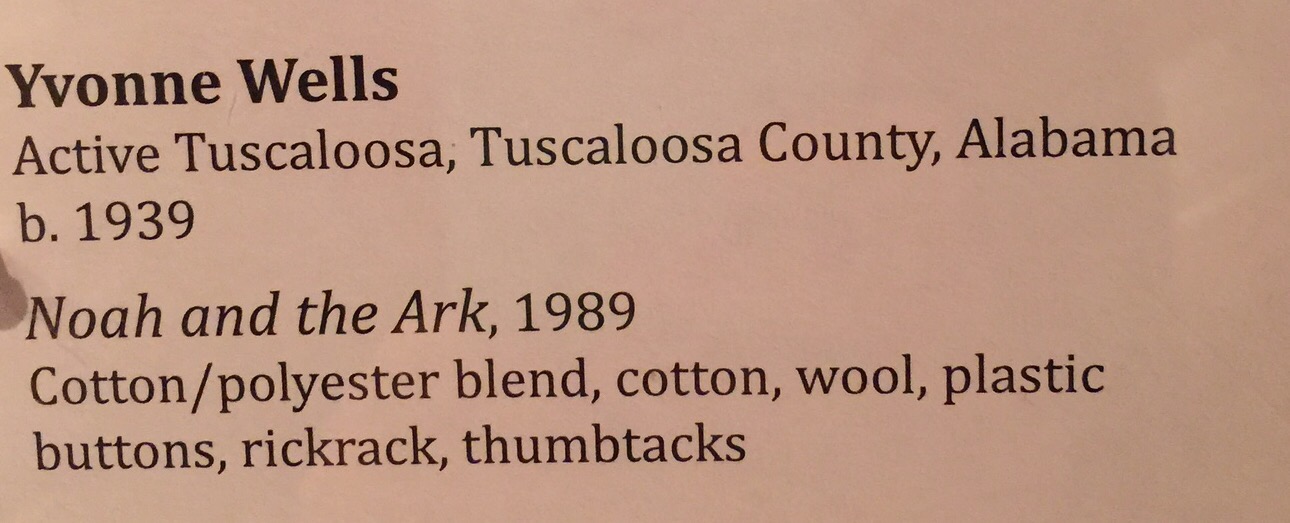 Yvonne Wells
Active Tuscaloosa, Tuscaloosa County, Alabama
b. 1939
Noah and the Ark, 1989
Cotton/polyester blend, cotton, wool, plastic
buttons, rickrack, thumbtacks